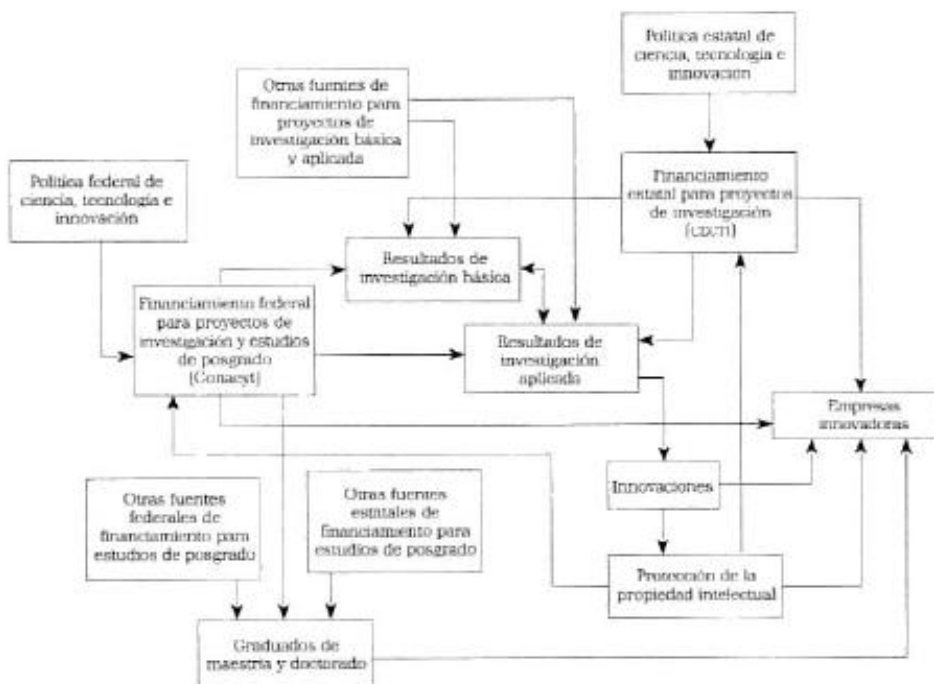 Política estatal de
ciencia, tecnología e
innovación
Otras fuentes de
financiamiento para
proyectos de
investigación básica
y aplicada
Política federal de
ciencia, tecnología e
innovación
Financiamiento
estatal para proyectos
de investigación
Resultados de
investigación básica
Financiamiento federal
para proyectos de
investigación y estudios
de posgrado
(Conacyt)
Resultados de
investigación
aplicada
Empresas
innovadoras
Innovaciones
Otras fuentes
federales de
financiamiento para
estudios de posgrado
Otras fuentes
estatales de
financiamiento para
estudios de posgrado
Protección de la
propiedad intelectual
Graduados de
maestría y doctorado